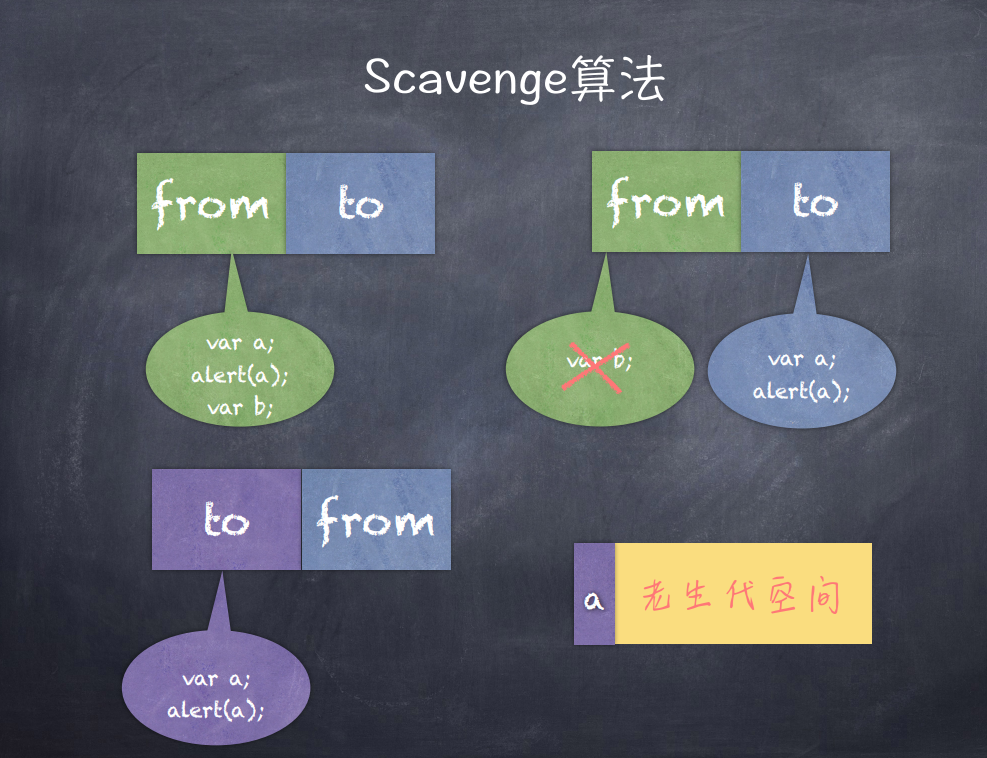 Scavenge算法
from
to
var a;
alert(a);
var b;
from
to
var b;
var a;
alert(a);
to
from
var a;
alert(a);
a
老生代空间